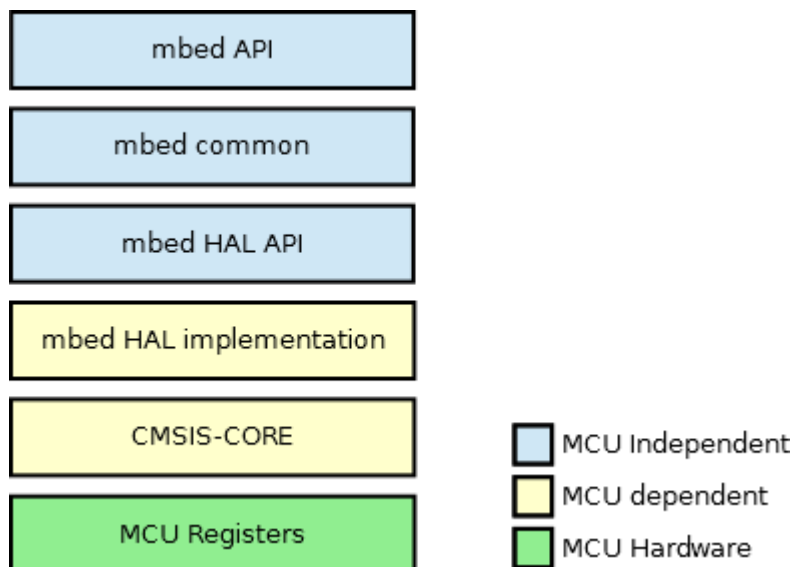 mbed API
mbed common
mbed HAL API
mbed HAL implementation
CMSIS-CORE
MCU Registers
MCU Independent
MCU dependent
MCU Hardware